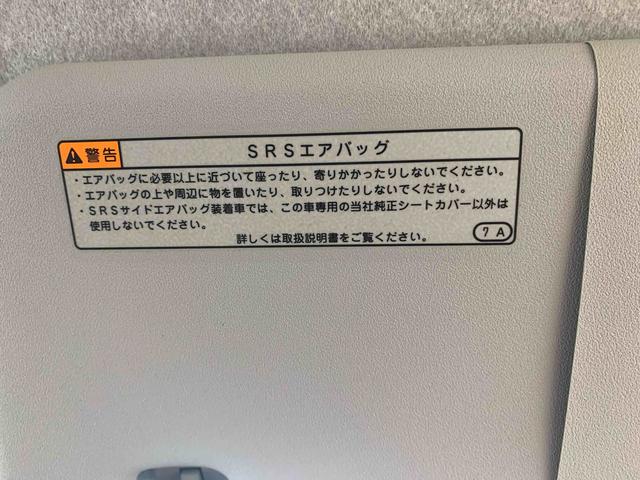 警告 SRSエアバッグ
・エアバッグに必要以上に近づいて座ったり、寄りかかったりしないでください。
・エアバッグの上や周辺に物を置いたり、取りつけたりしないでください。
・SRSサイドエアバッグ装着車では、この車専用の当社純正シートカバー以外は
使用しないでください。
詳しくは取扱説明書をご覧ください。 7A